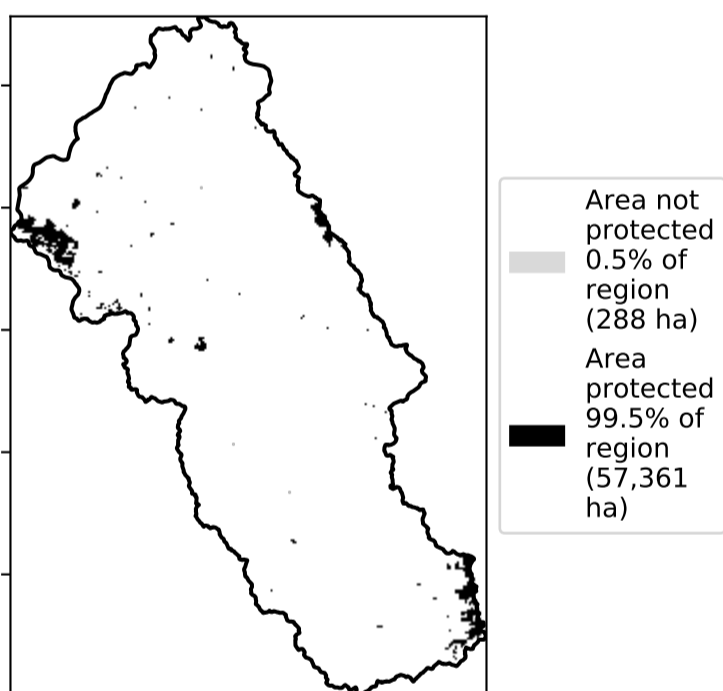 Area not
protected
0.5% of
region
(288 ha)
Area
protected
99.5% of
region
(57,361
ha)